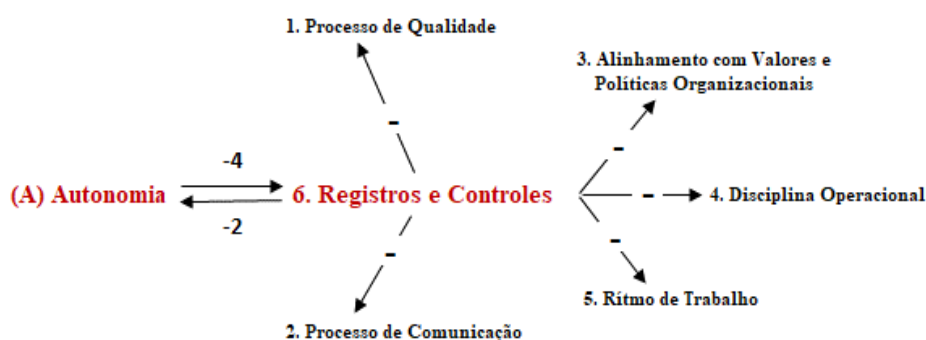 1. Processo de Qualidade
3. Alinhamento com Valores e
Políticas Organizacionais
-
-
-4
(A) Autonomia
6. Registros e Controles
-
4. Disciplina Operacional
-2
-
-
5. Rítmo de Trabalho
2. Processo de Comunicação